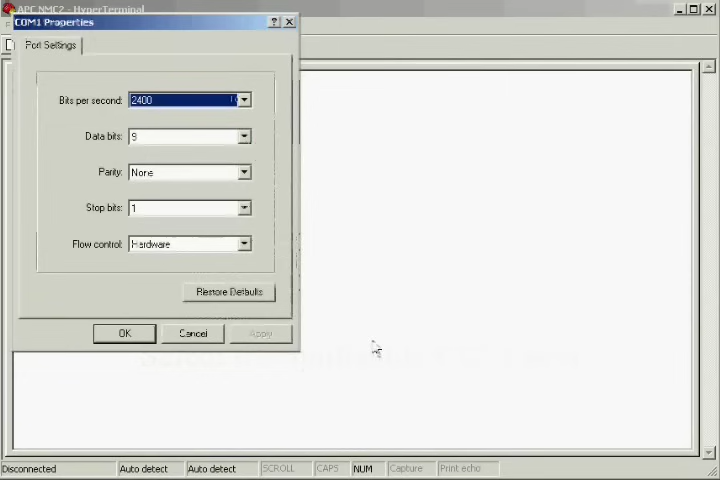 APC NMC2 - HyperTerminal
COM1 Properties
Port Settings
Bits per second: 2400
Data bits: 8
Parity: None
Stop bits: 1
Flow control: Hardware
Restore Defaults
OK Cancel Apply
Disconnected Auto detect Auto detect SCROLL CAPS NUM Capture Print echo